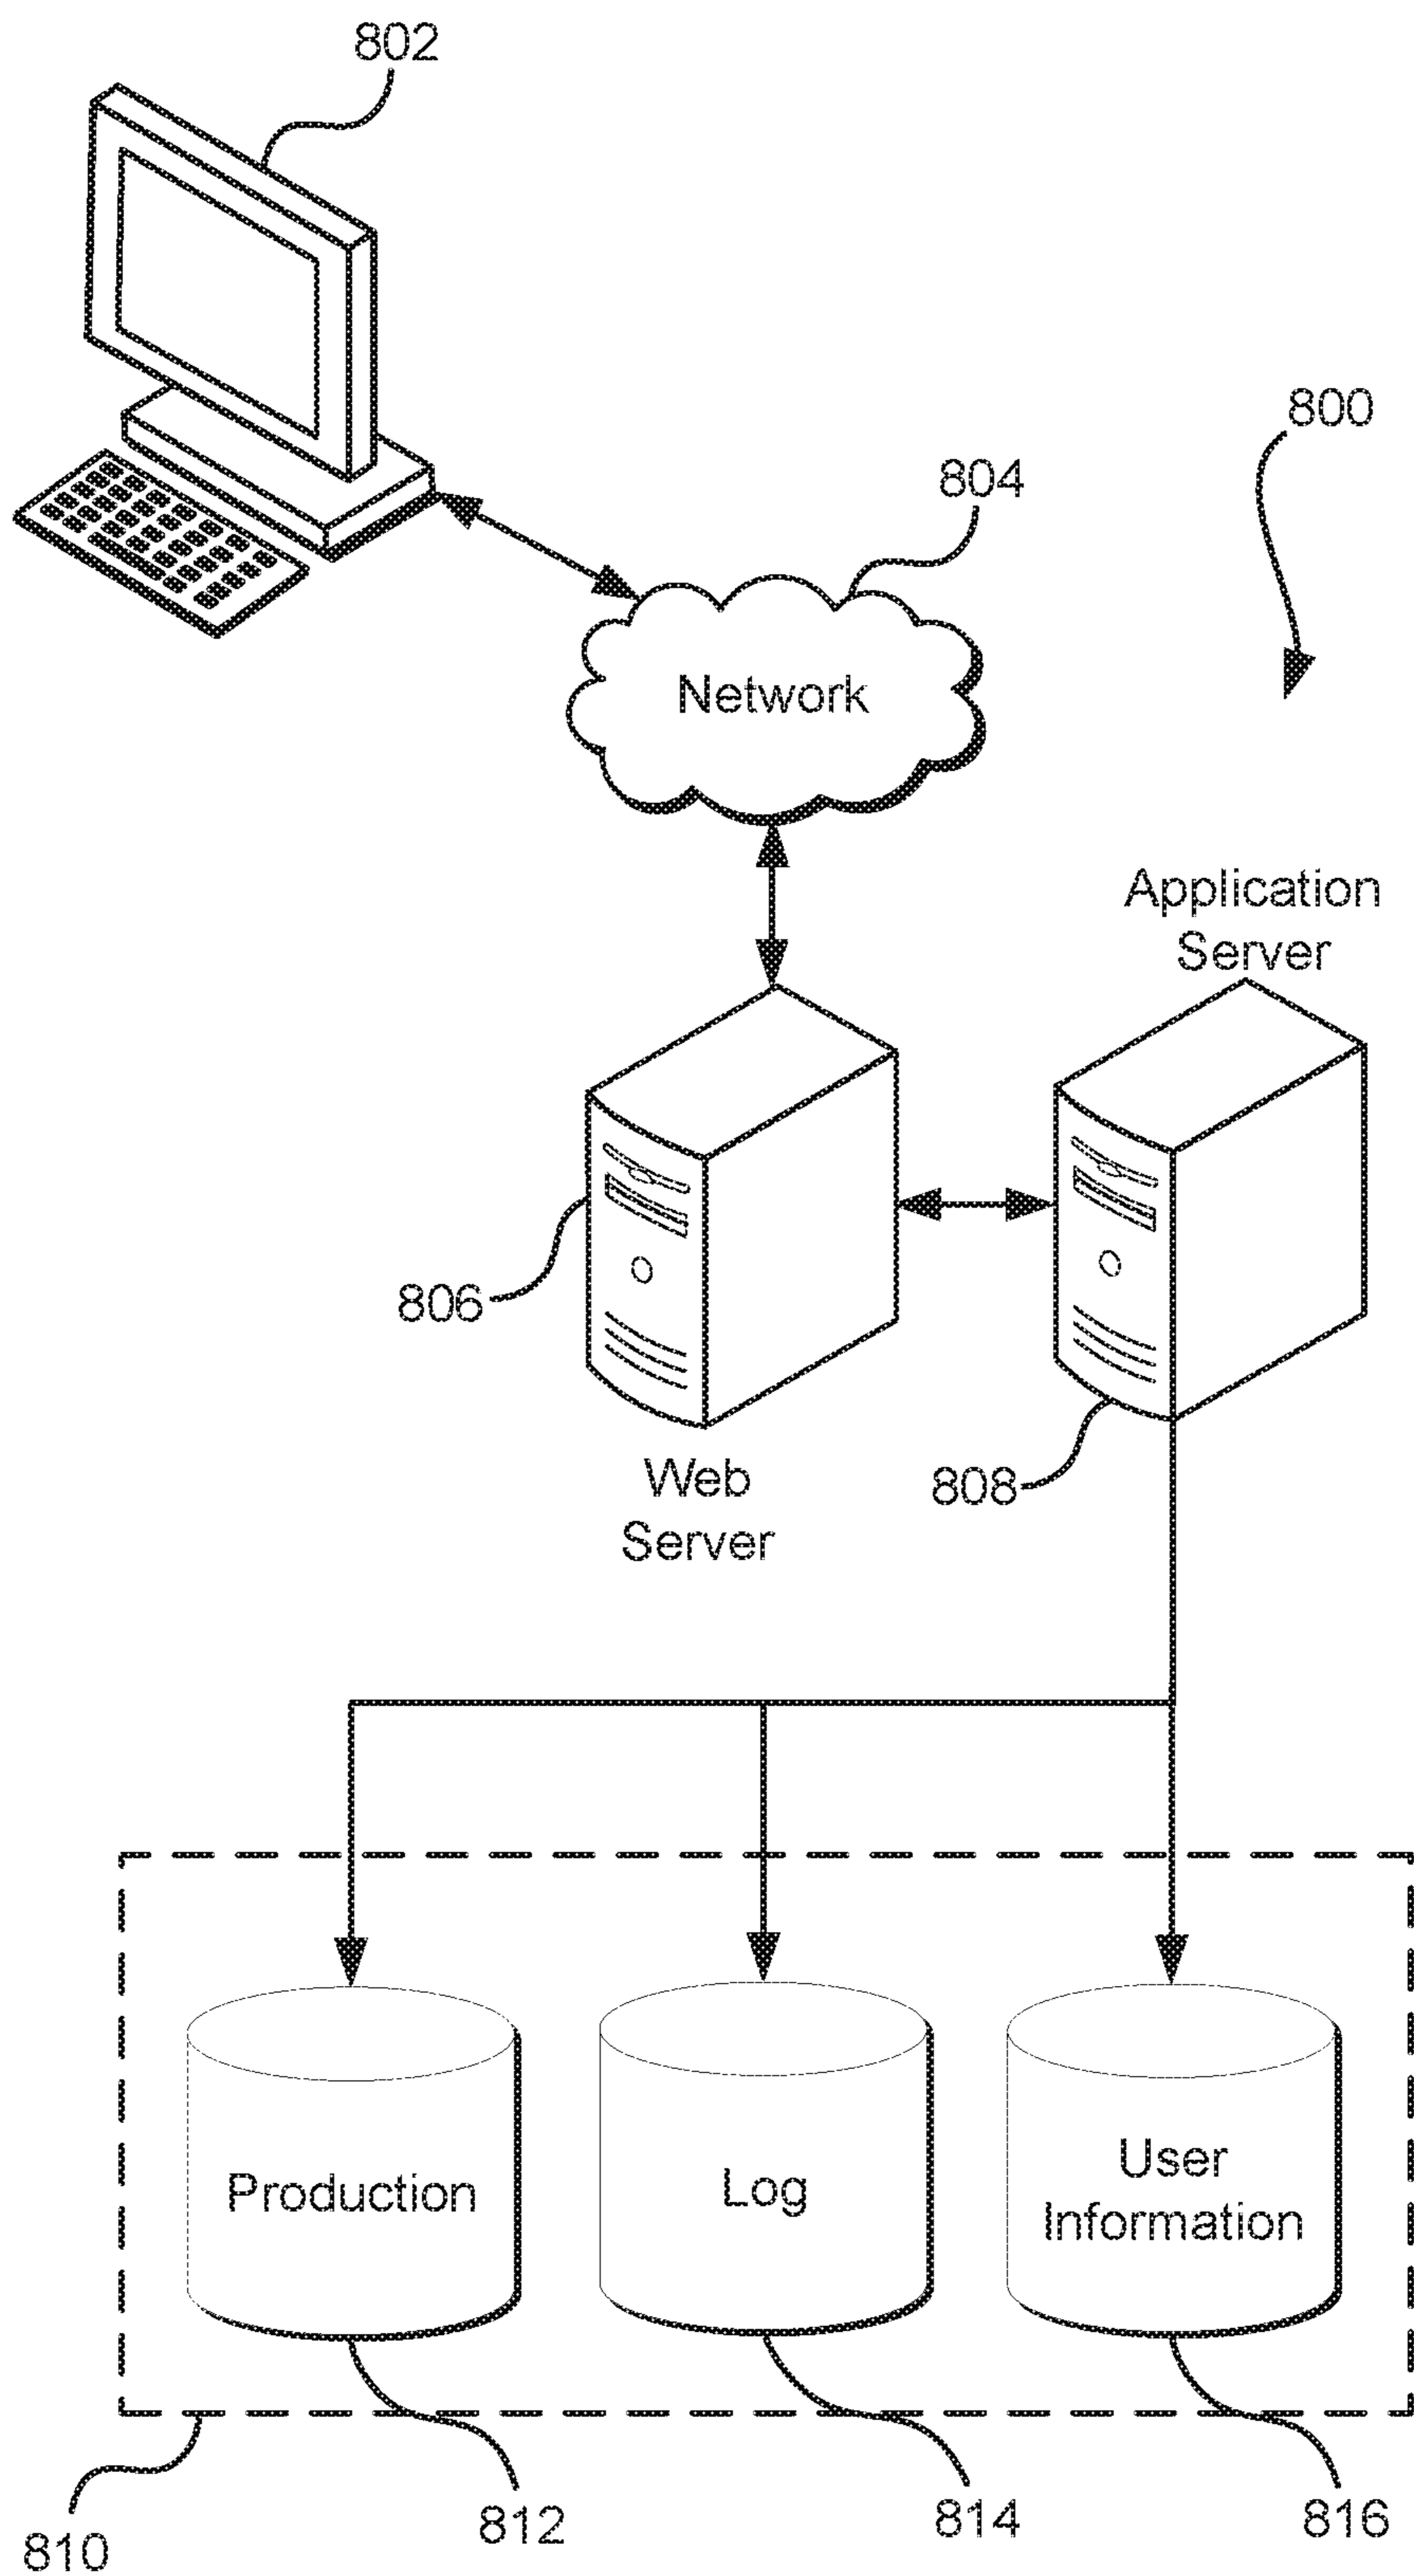 802
800
804
Network
Application
Server
806
Web
Server
808
Production
Log
User
Information
810
812
814
816